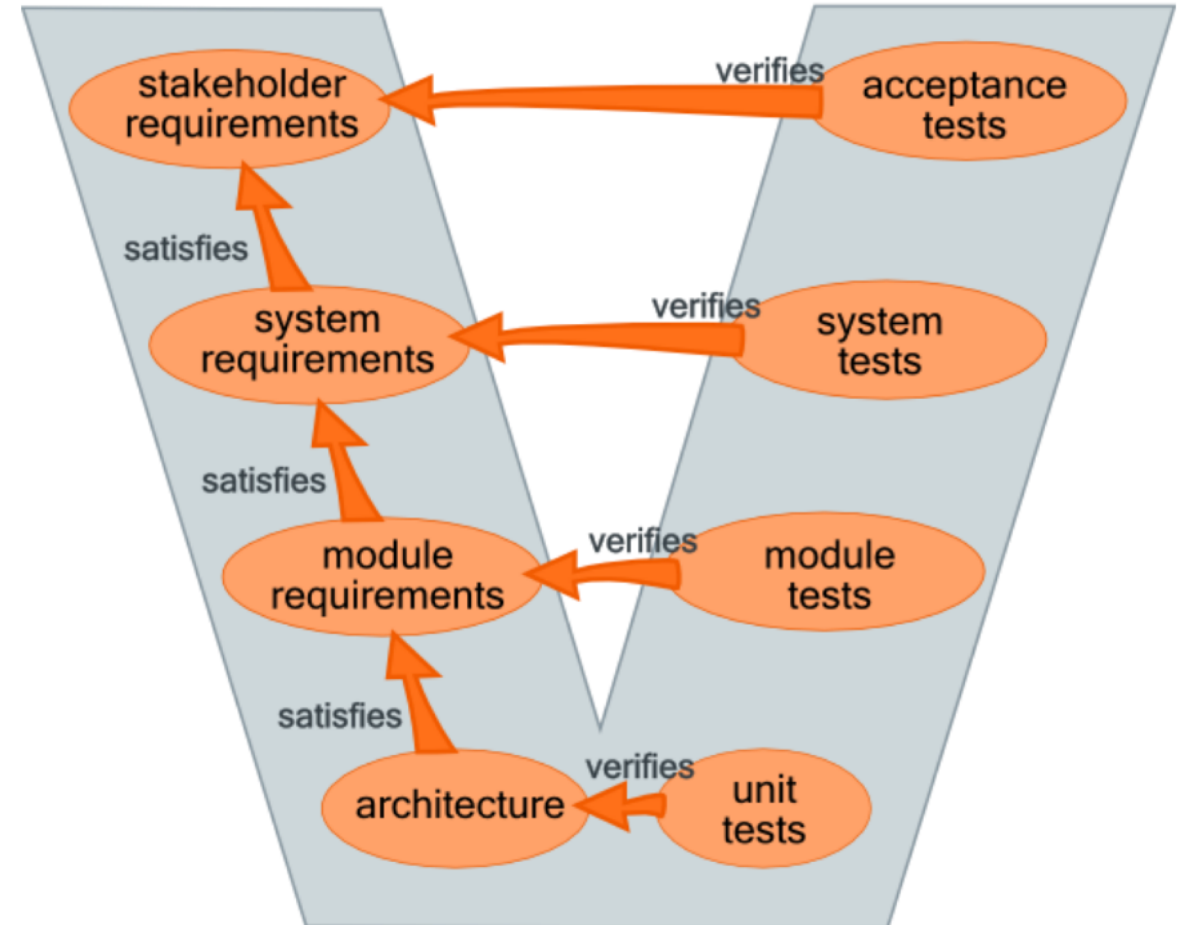 stakeholder
requirements
verifies
acceptance
tests
satisfies
system
requirements
verifies
system
tests
satisfies
module
requirements
verifies
module
tests
satisfies
architecture
verifies
unit
tests